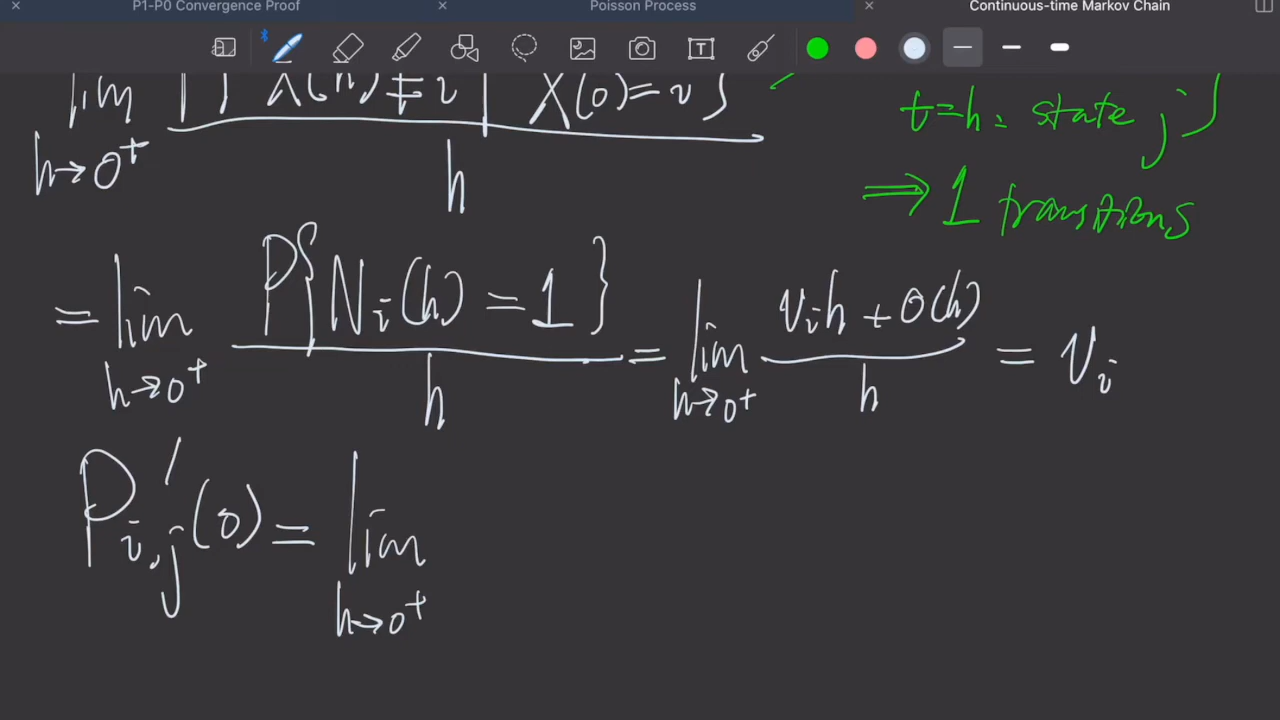 P1-P0 Convergence Proof Poisson Process Continuous-time Markov Chain
T
lim P{ X(h) ≠ i | X(0) = i } t=h: state j
h→0⁺ h ⇒ 1 transitions
= lim P{ Nᵢ(h) = 1 } = lim vᵢh + o(h) = vᵢ
h→0⁺ h h→0⁺ h
P'ᵢ,ⱼ(0) = lim
h→0⁺